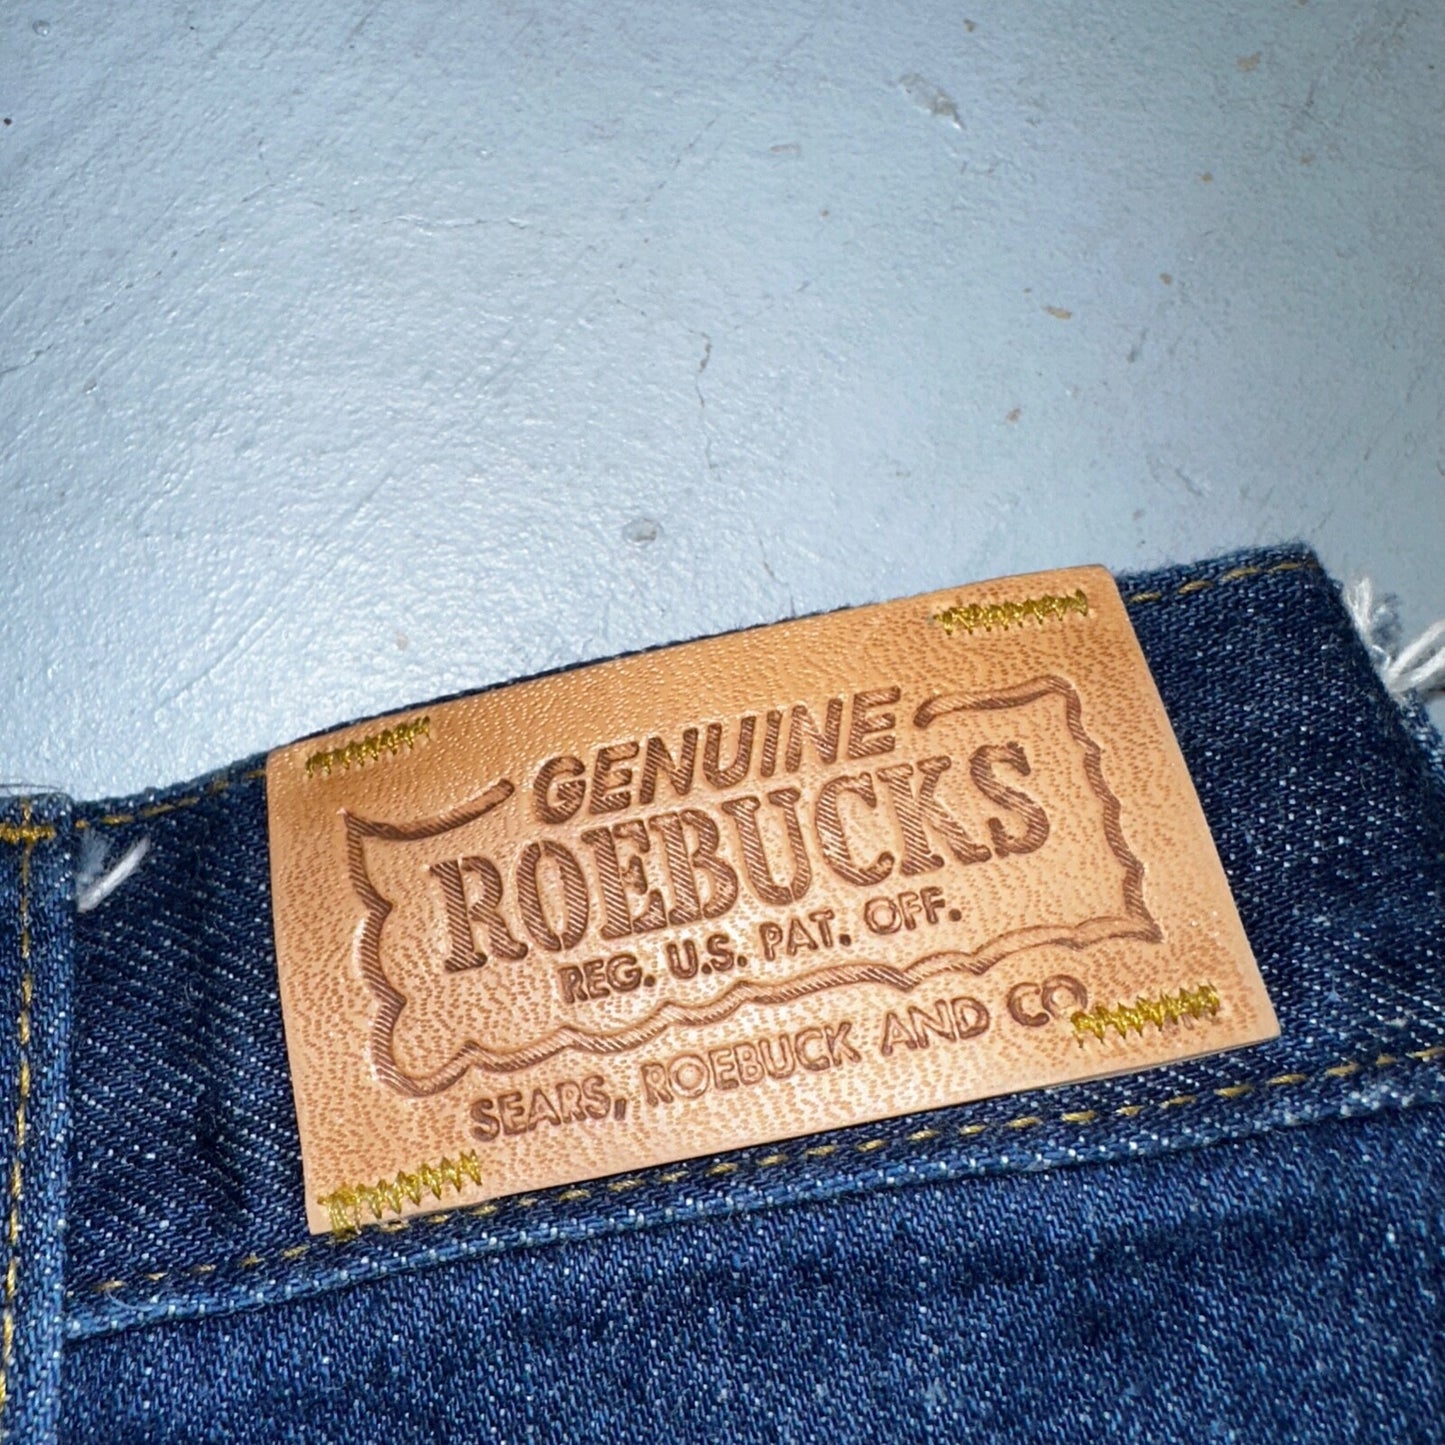 GENUINE
ROEBUCKS
REG. U.S. PAT. OFF.
SEARS, ROEBUCK AND CO